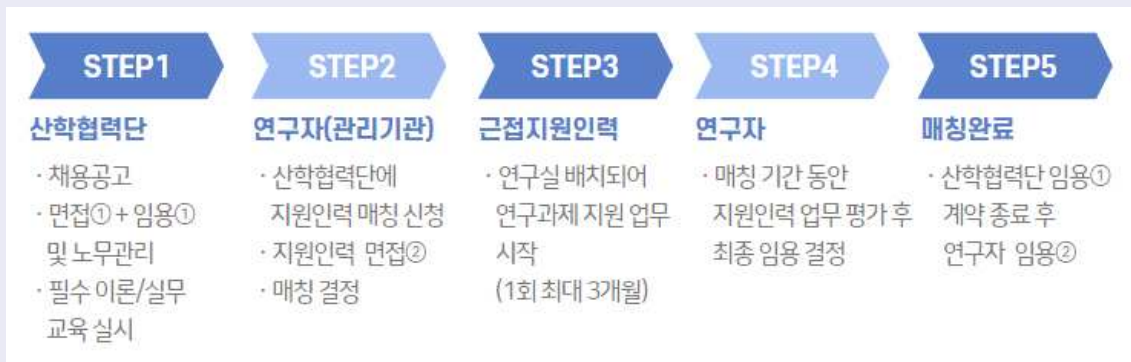 STEP1
산학협력단
· 채용공고
· 면접① + 임용①
및 노무관리
· 필수 이론/실무
교육 실시
STEP2
연구자(관리기관)
· 산학협력단에
지원인력 매칭 신청
· 지원인력 면접②
· 매칭 결정
STEP3
근접지원인력
· 연구실 배치되어
연구과제 지원 업무
시작
(1회 최대 3개월)
STEP4
연구자
· 매칭 기간 동안
지원인력 업무 평가 후
최종 임용 결정
STEP5
매칭완료
· 산학협력단 임용①
계약 종료 후
연구자 임용②